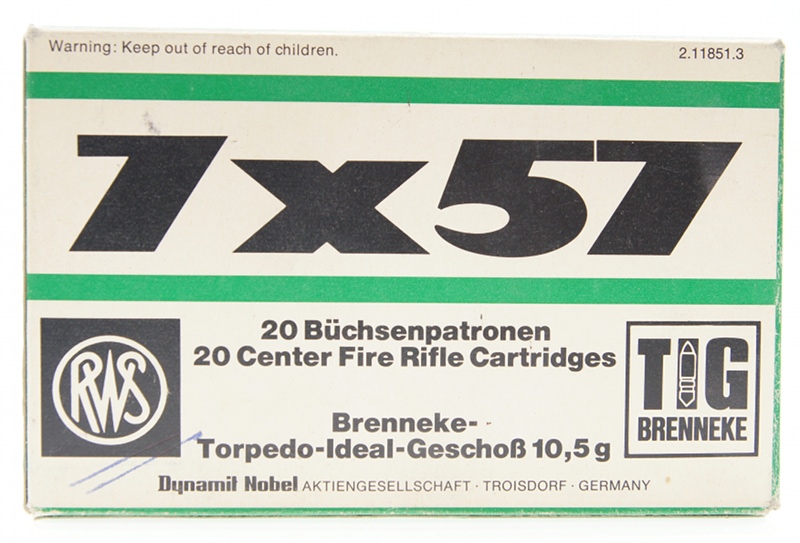 Warning: Keep out of reach of children. 2.11851.3
7x57
20 Büchsenpatronen
20 Center Fire Rifle Cartridges
RWS
TIG
BRENNEKE
Brenneke-
Torpedo-Ideal-Geschoß 10,5 g
Dynamit Nobel AKTIENGESELLSCHAFT · TROISDORF · GERMANY